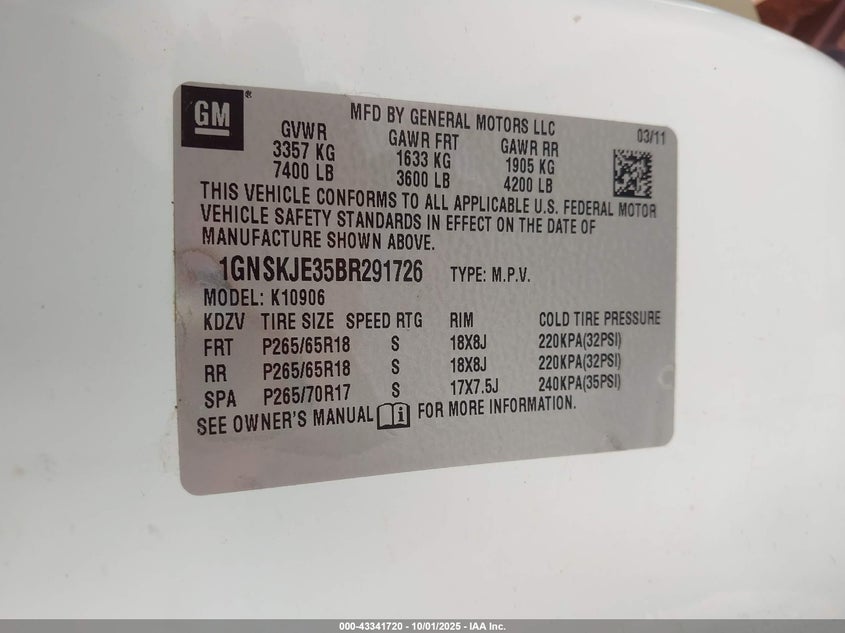 GM
MFD BY GENERAL MOTORS LLC
03/11
GVWR GAWR FRT GAWR RR
3357 KG 1633 KG 1905 KG
7400 LB 3600 LB 4200 LB
THIS VEHICLE CONFORMS TO ALL APPLICABLE U.S. FEDERAL MOTOR
VEHICLE SAFETY STANDARDS IN EFFECT ON THE DATE OF
MANUFACTURE SHOWN ABOVE.
1GNSKJE35BR291726 TYPE: M.P.V.
MODEL: K10906
KDZV TIRE SIZE SPEED RTG RIM COLD TIRE PRESSURE
FRT P265/65R18 S 18X8J 220KPA(32PSI)
RR P265/65R18 S 18X8J 220KPA(32PSI)
SPA P265/70R17 S 17X7.5J 240KPA(35PSI)
SEE OWNER'S MANUAL FOR MORE INFORMATION.
000-43341720 - 10/01/2025 - IAA Inc.